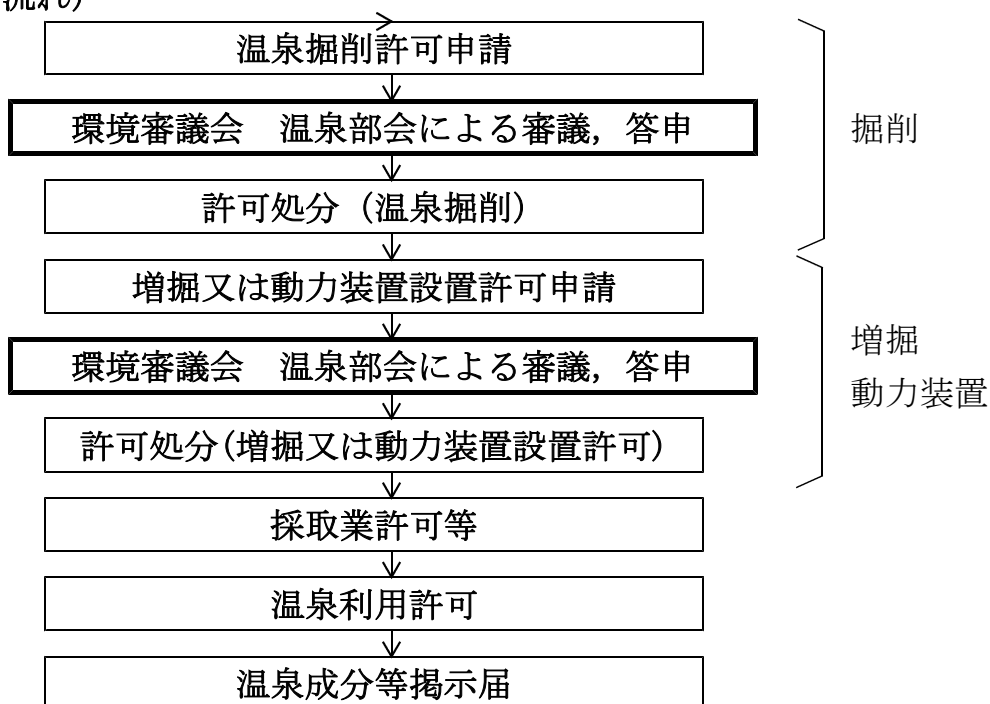 流れ)
温泉掘削許可申請
環境審議会　温泉部会による審議，答申
掘削
許可処分（温泉掘削）
増掘又は動力装置設置許可申請
環境審議会　温泉部会による審議，答申
増掘
動力装置
許可処分(増掘又は動力装置設置許可)
採取業許可等
温泉利用許可
温泉成分等掲示届